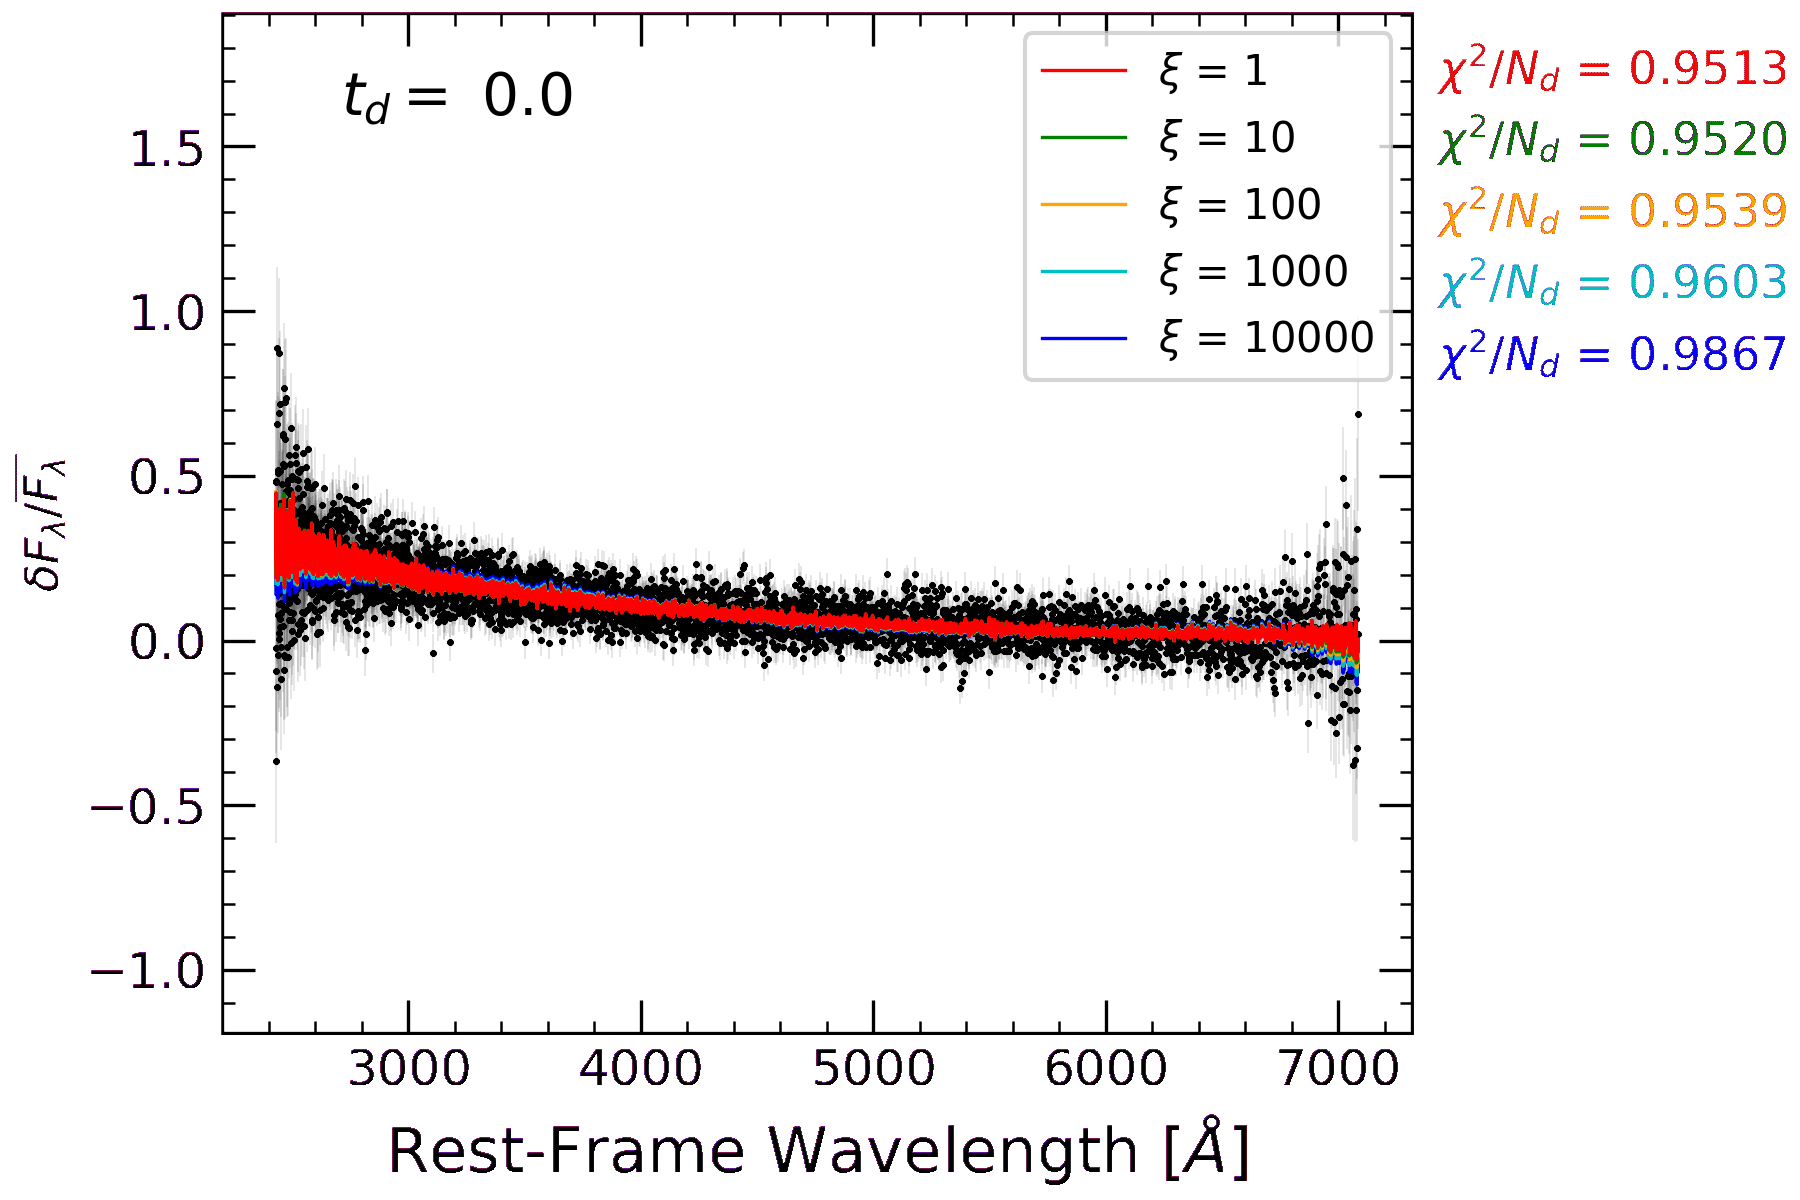 t_d = 0.0
ξ = 1
ξ = 10
ξ = 100
ξ = 1000
ξ = 10000
χ²/N_d = 0.9513
χ²/N_d = 0.9520
χ²/N_d = 0.9539
χ²/N_d = 0.9603
χ²/N_d = 0.9867
1.5
1.0
0.5
0.0
−0.5
−1.0
δF_λ/F̅_λ
3000 4000 5000 6000 7000
Rest-Frame Wavelength [Å]